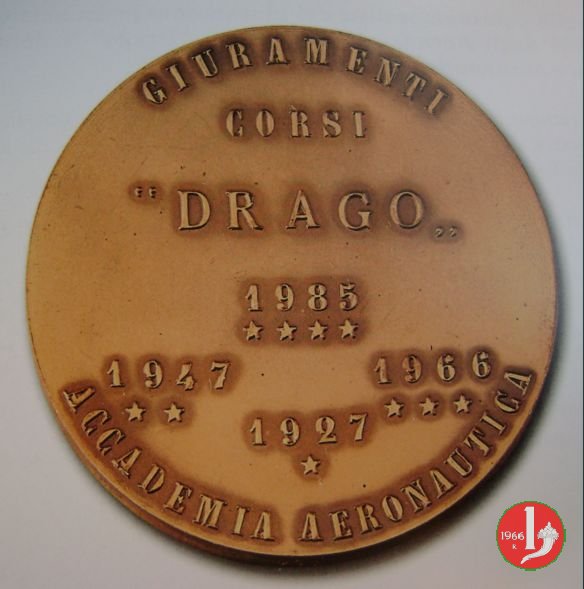 GIURAMENTI
CORSI
“DRAGO„
1985
★★★★
1947 1966
★★ ★★★
1927
★
ACCADEMIA AERONAUTICA
1966
K